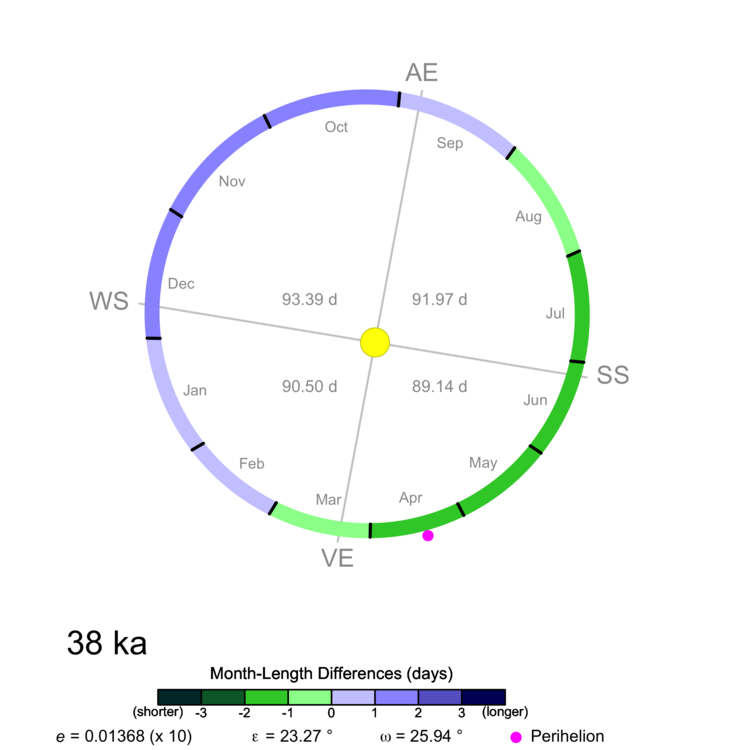 AE
Oct
Sep
Nov
Aug
Dec
WS
93.39 d
91.97 d
Jul
SS
Jan
90.50 d
89.14 d
Jun
Feb
May
Mar
Apr
VE
38 ka
Month-Length Differences (days)
(shorter) -3 -2 -1 0 1 2 3 (longer)
e = 0.01368 (x 10) ε = 23.27 ° ω = 25.94 ° Perihelion